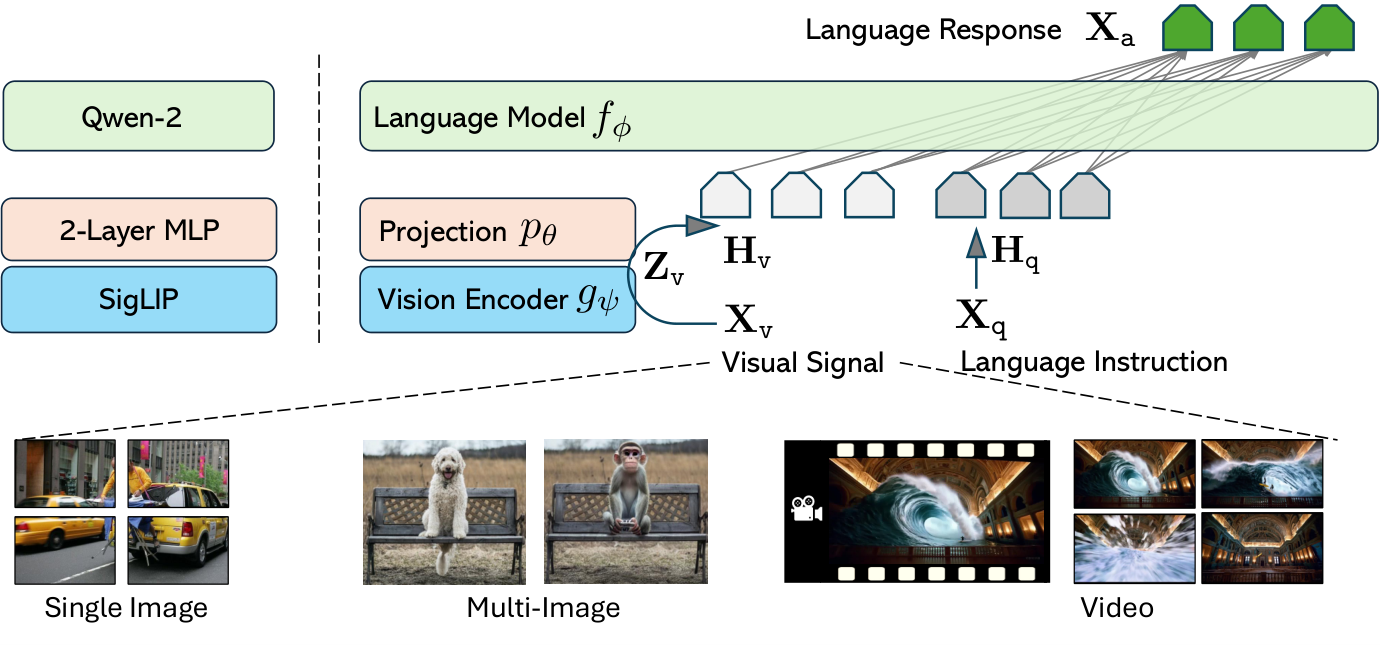 Language Response X_a
Qwen-2
Language Model f_ϕ
2-Layer MLP
Projection p_θ
Z_v
H_v
H_q
SigLIP
Vision Encoder g_ψ
X_v
X_q
Visual Signal
Language Instruction
Single Image
Multi-Image
Video